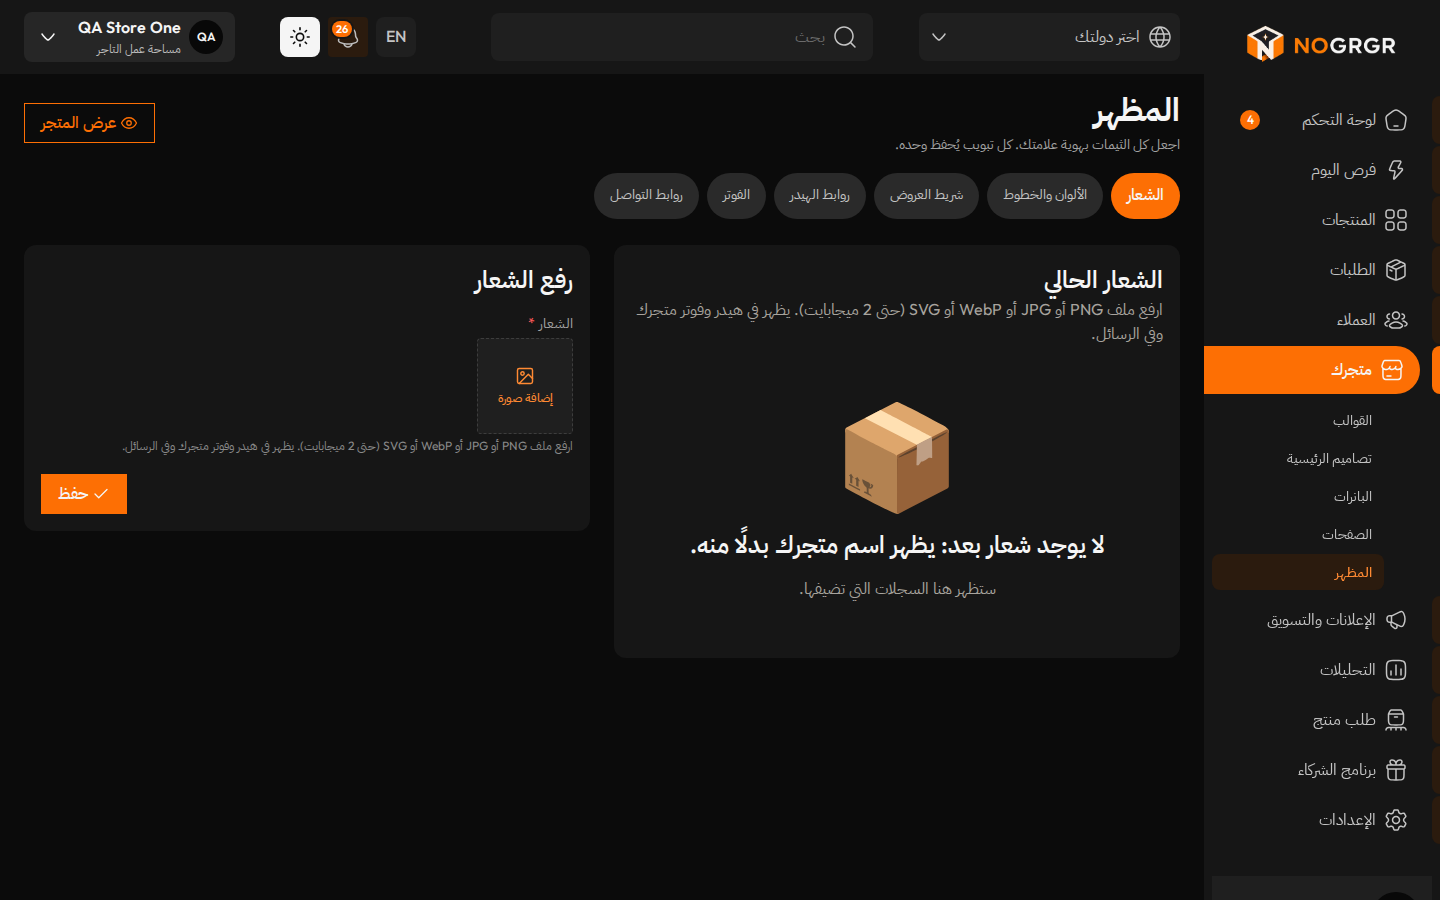 NOGRGR
اختر دولتك
بحث
EN
26
QA Store One
مساحة عمل التاجر
QA
لوحة التحكم
4
فرص اليوم
المنتجات
الطلبات
العملاء
متجرك
القوالب
تصاميم الرئيسية
البانرات
الصفحات
المظهر
الإعلانات والتسويق
التحليلات
طلب منتج
برنامج الشركاء
الإعدادات
المظهر
اجعل كل الثيمات بهوية علامتك. كل تبويب يُحفظ وحده.
عرض المتجر
الشعار
الألوان والخطوط
شريط العروض
روابط الهيدر
الفوتر
روابط التواصل
الشعار الحالي
ارفع ملف PNG أو JPG أو WebP أو SVG (حتى 2 ميجابايت). يظهر في هيدر وفوتر متجرك
وفي الرسائل.
لا يوجد شعار بعد: يظهر اسم متجرك بدلًا منه.
ستظهر هنا السجلات التي تضيفها.
رفع الشعار
الشعار *
إضافة صورة
ارفع ملف PNG أو JPG أو WebP أو SVG (حتى 2 ميجابايت). يظهر في هيدر وفوتر متجرك وفي الرسائل.
حفظ